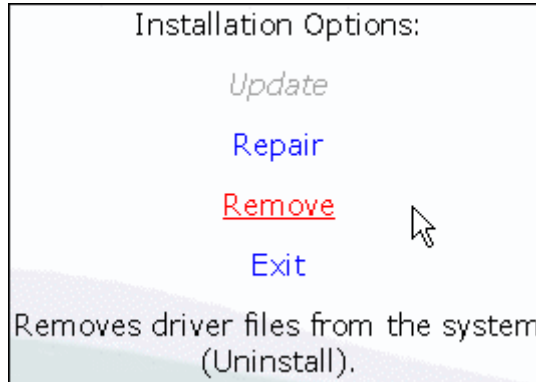 Installation Options:
Update
Repair
Remove
Exit
Removes driver files from the system
(Uninstall).